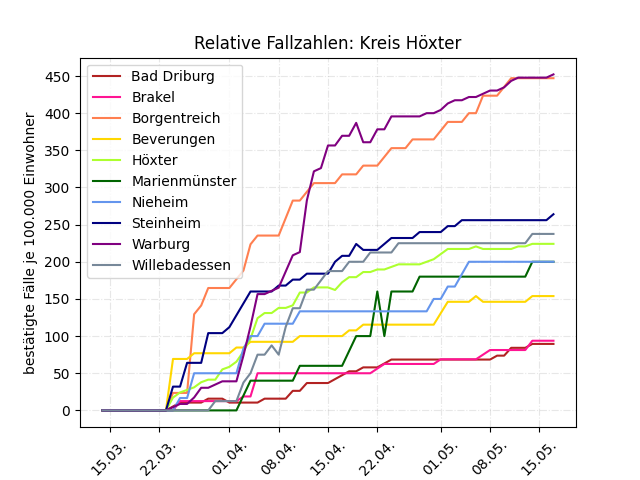 Relative Fallzahlen: Kreis Höxter
bestätigte Fälle je 100.000 Einwohner
450
400
350
300
250
200
150
100
50
0
Bad Driburg
Brakel
Borgentreich
Beverungen
Höxter
Marienmünster
Nieheim
Steinheim
Warburg
Willebadessen
15.03.
22.03.
01.04.
08.04.
15.04.
22.04.
01.05.
08.05.
15.05.